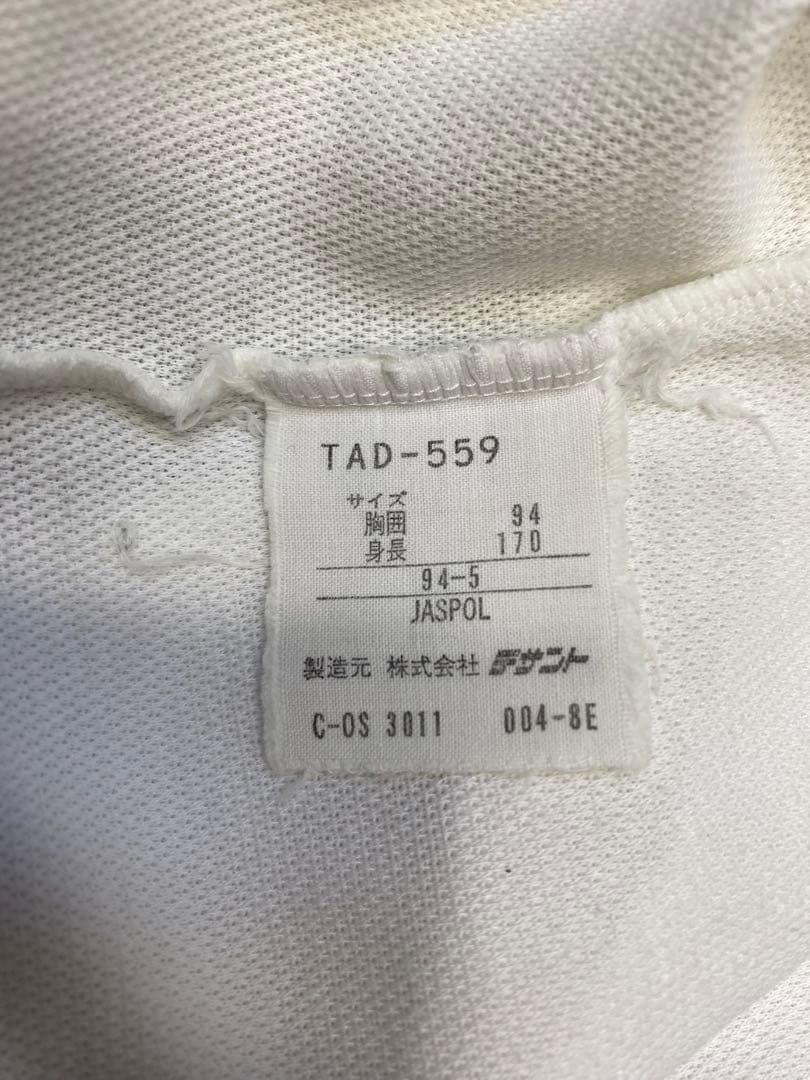 TAD-559
サイズ
胸囲 94
身長 170
94-5
JASPOL
製造元 株式会社 デサント
C-OS 3011 004-8E